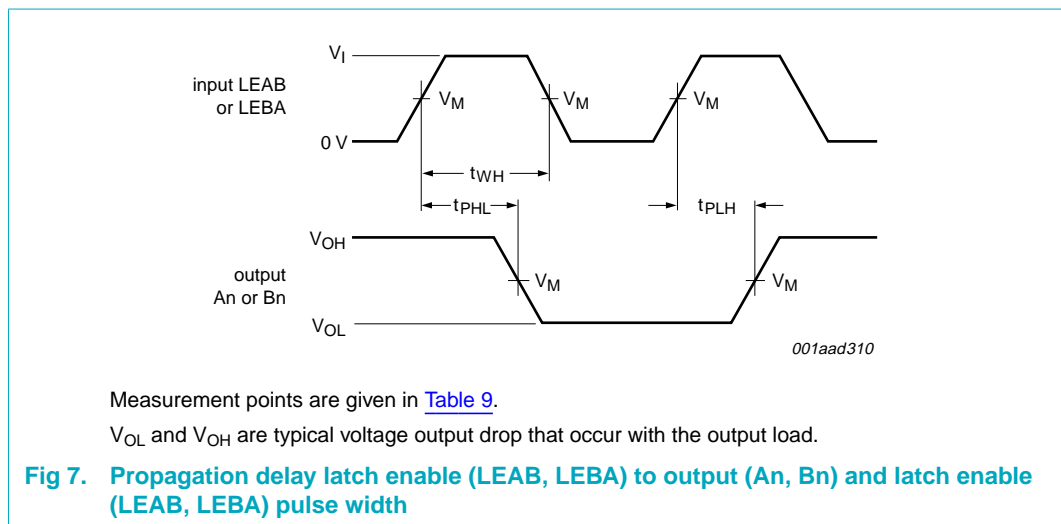 VI
input LEAB
or LEBA
VM
VM
VM
0 V
tWH
tPHL
tPLH
VOH
output
An or Bn
VM
VM
VOL
001aad310
Measurement points are given in Table 9.
VOL and VOH are typical voltage output drop that occur with the output load.
Fig 7. Propagation delay latch enable (LEAB, LEBA) to output (An, Bn) and latch enable
(LEAB, LEBA) pulse width